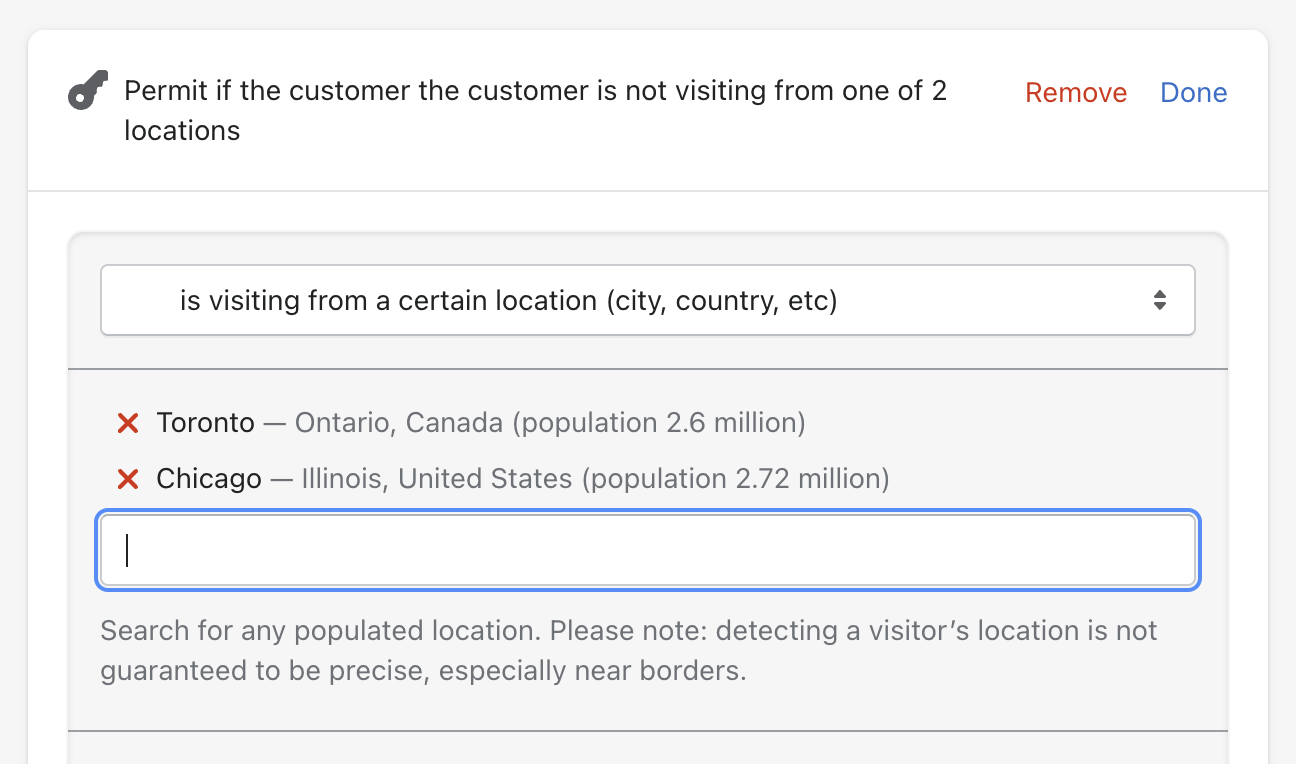 Permit if the customer the customer is not visiting from one of 2
locations
Remove
Done
is visiting from a certain location (city, country, etc)
Toronto — Ontario, Canada (population 2.6 million)
Chicago — Illinois, United States (population 2.72 million)
Search for any populated location. Please note: detecting a visitor’s location is not
guaranteed to be precise, especially near borders.